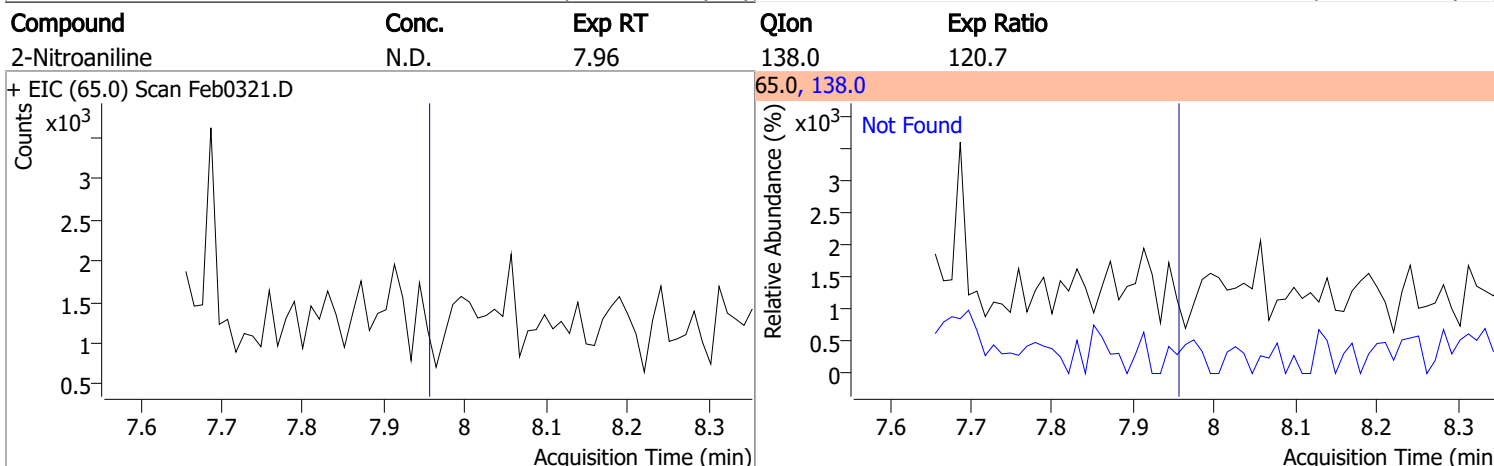 Compound Conc. Exp RT QIon Exp Ratio
2-Nitroaniline N.D. 7.96 138.0 120.7
+ EIC (65.0) Scan Feb0321.D
Counts
x10³
3
2.5
2
1.5
1
0.5
7.6 7.7 7.8 7.9 8 8.1 8.2 8.3
Acquisition Time (min)
65.0, 138.0
Relative Abundance (%)
x10³
Not Found
3
2.5
2
1.5
1
0.5
0
7.6 7.7 7.8 7.9 8 8.1 8.2 8.3
Acquisition Time (min)